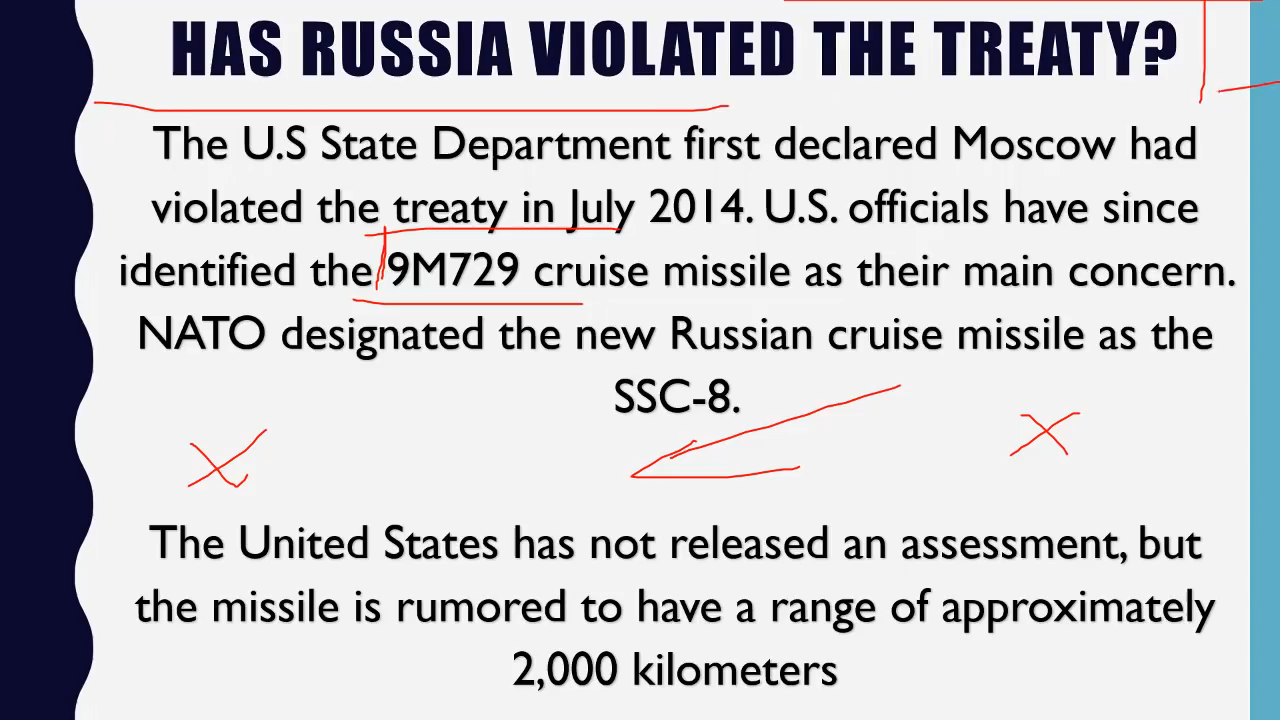 HAS RUSSIA VIOLATED THE TREATY?
The U.S State Department first declared Moscow had
violated the treaty in July 2014. U.S. officials have since
identified the 9M729 cruise missile as their main concern.
NATO designated the new Russian cruise missile as the
SSC-8.
The United States has not released an assessment, but
the missile is rumored to have a range of approximately
2,000 kilometers